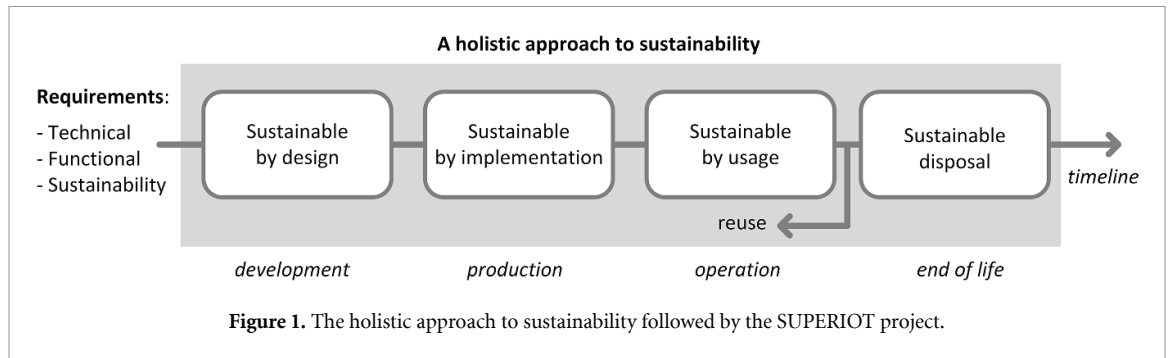 A holistic approach to sustainability
Requirements:
- Technical
- Functional
- Sustainability
Sustainable
by design
Sustainable
by implementation
Sustainable
by usage
Sustainable
disposal
timeline
reuse
development
production
operation
end of life
Figure 1. The holistic approach to sustainability followed by the SUPERIOT project.